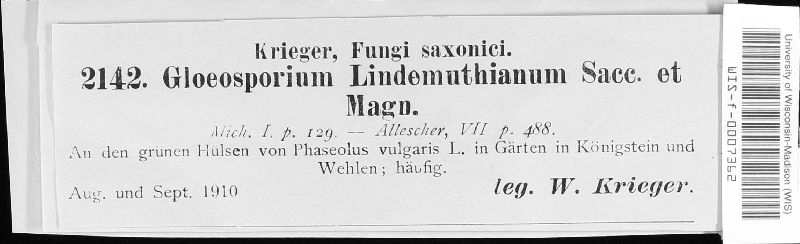 Krieger, Fungi saxonici.
2142. Gloeosporium Lindemuthianum Sacc. et
Magn.
Mich. I. p. 129. — Allescher, VII p. 488.
An den grünen Hülsen von Phaseolus vulgaris L. in Gärten in Königstein und
Wehlen; häufig.
Aug. und Sept. 1910
leg. W. Krieger.
University of Wisconsin-Madison (WIS)
WIS-f-0007362